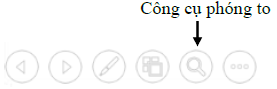 Công cụ phóng to